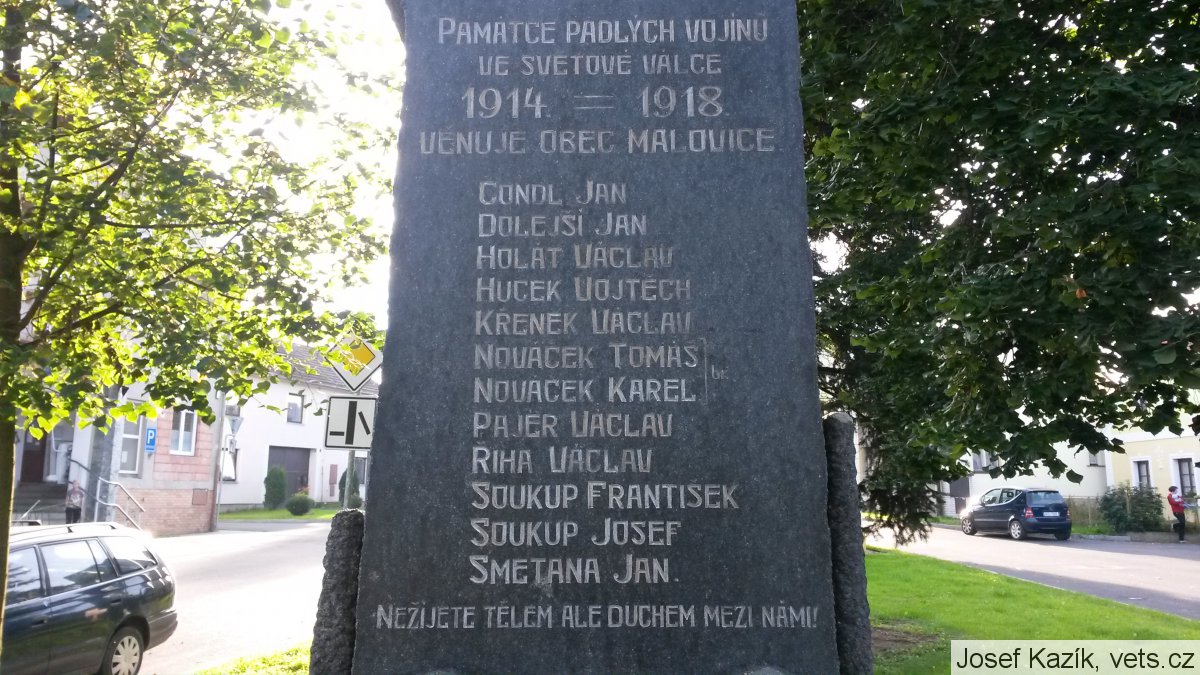 PAMÁTCE PADLÝCH VOJÍNŮ
VE SVĚTOVÉ VÁLCE
1914 = 1918.
VĚNUJE OBEC MALOVICE
CONDL JAN
DOLEJŠÍ JAN
HOLÁT VÁCLAV
HUCEK VOJTĚCH
KŘENEK VÁCLAV
NOVÁČEK TOMÁŠ
NOVÁČEK KAREL
PAJER VÁCLAV
ŘÍHA VÁCLAV
SOUKUP FRANTIŠEK
SOUKUP JOSEF
SMETANA JAN.
NEŽIJETE TĚLEM ALE DUCHEM MEZI NÁMI!
P
Josef Kazík, vets.cz